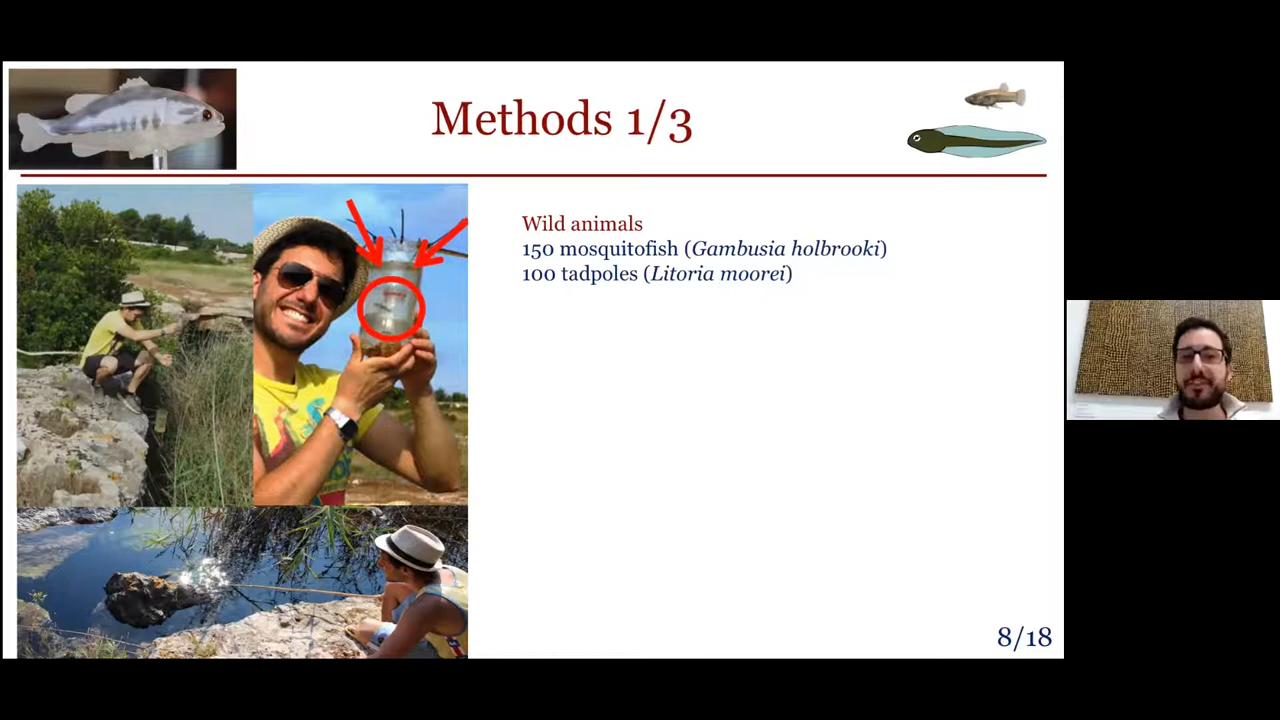 Methods 1/3
Wild animals
150 mosquitofish (Gambusia holbrooki)
100 tadpoles (Litoria moorei)
8/18